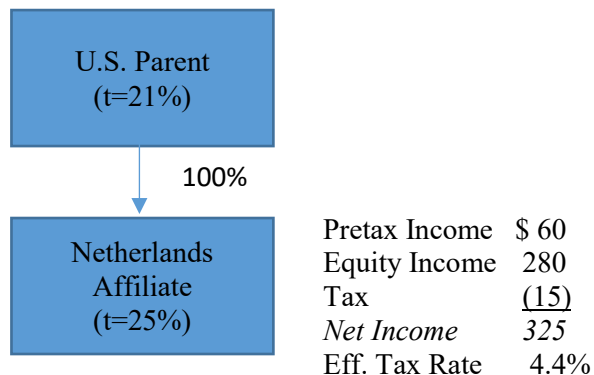 U.S. Parent
(t=21%)
100%
Netherlands
Affiliate
(t=25%)
Pretax Income $ 60
Equity Income 280
Tax (15)
Net Income 325
Eff. Tax Rate 4.4%